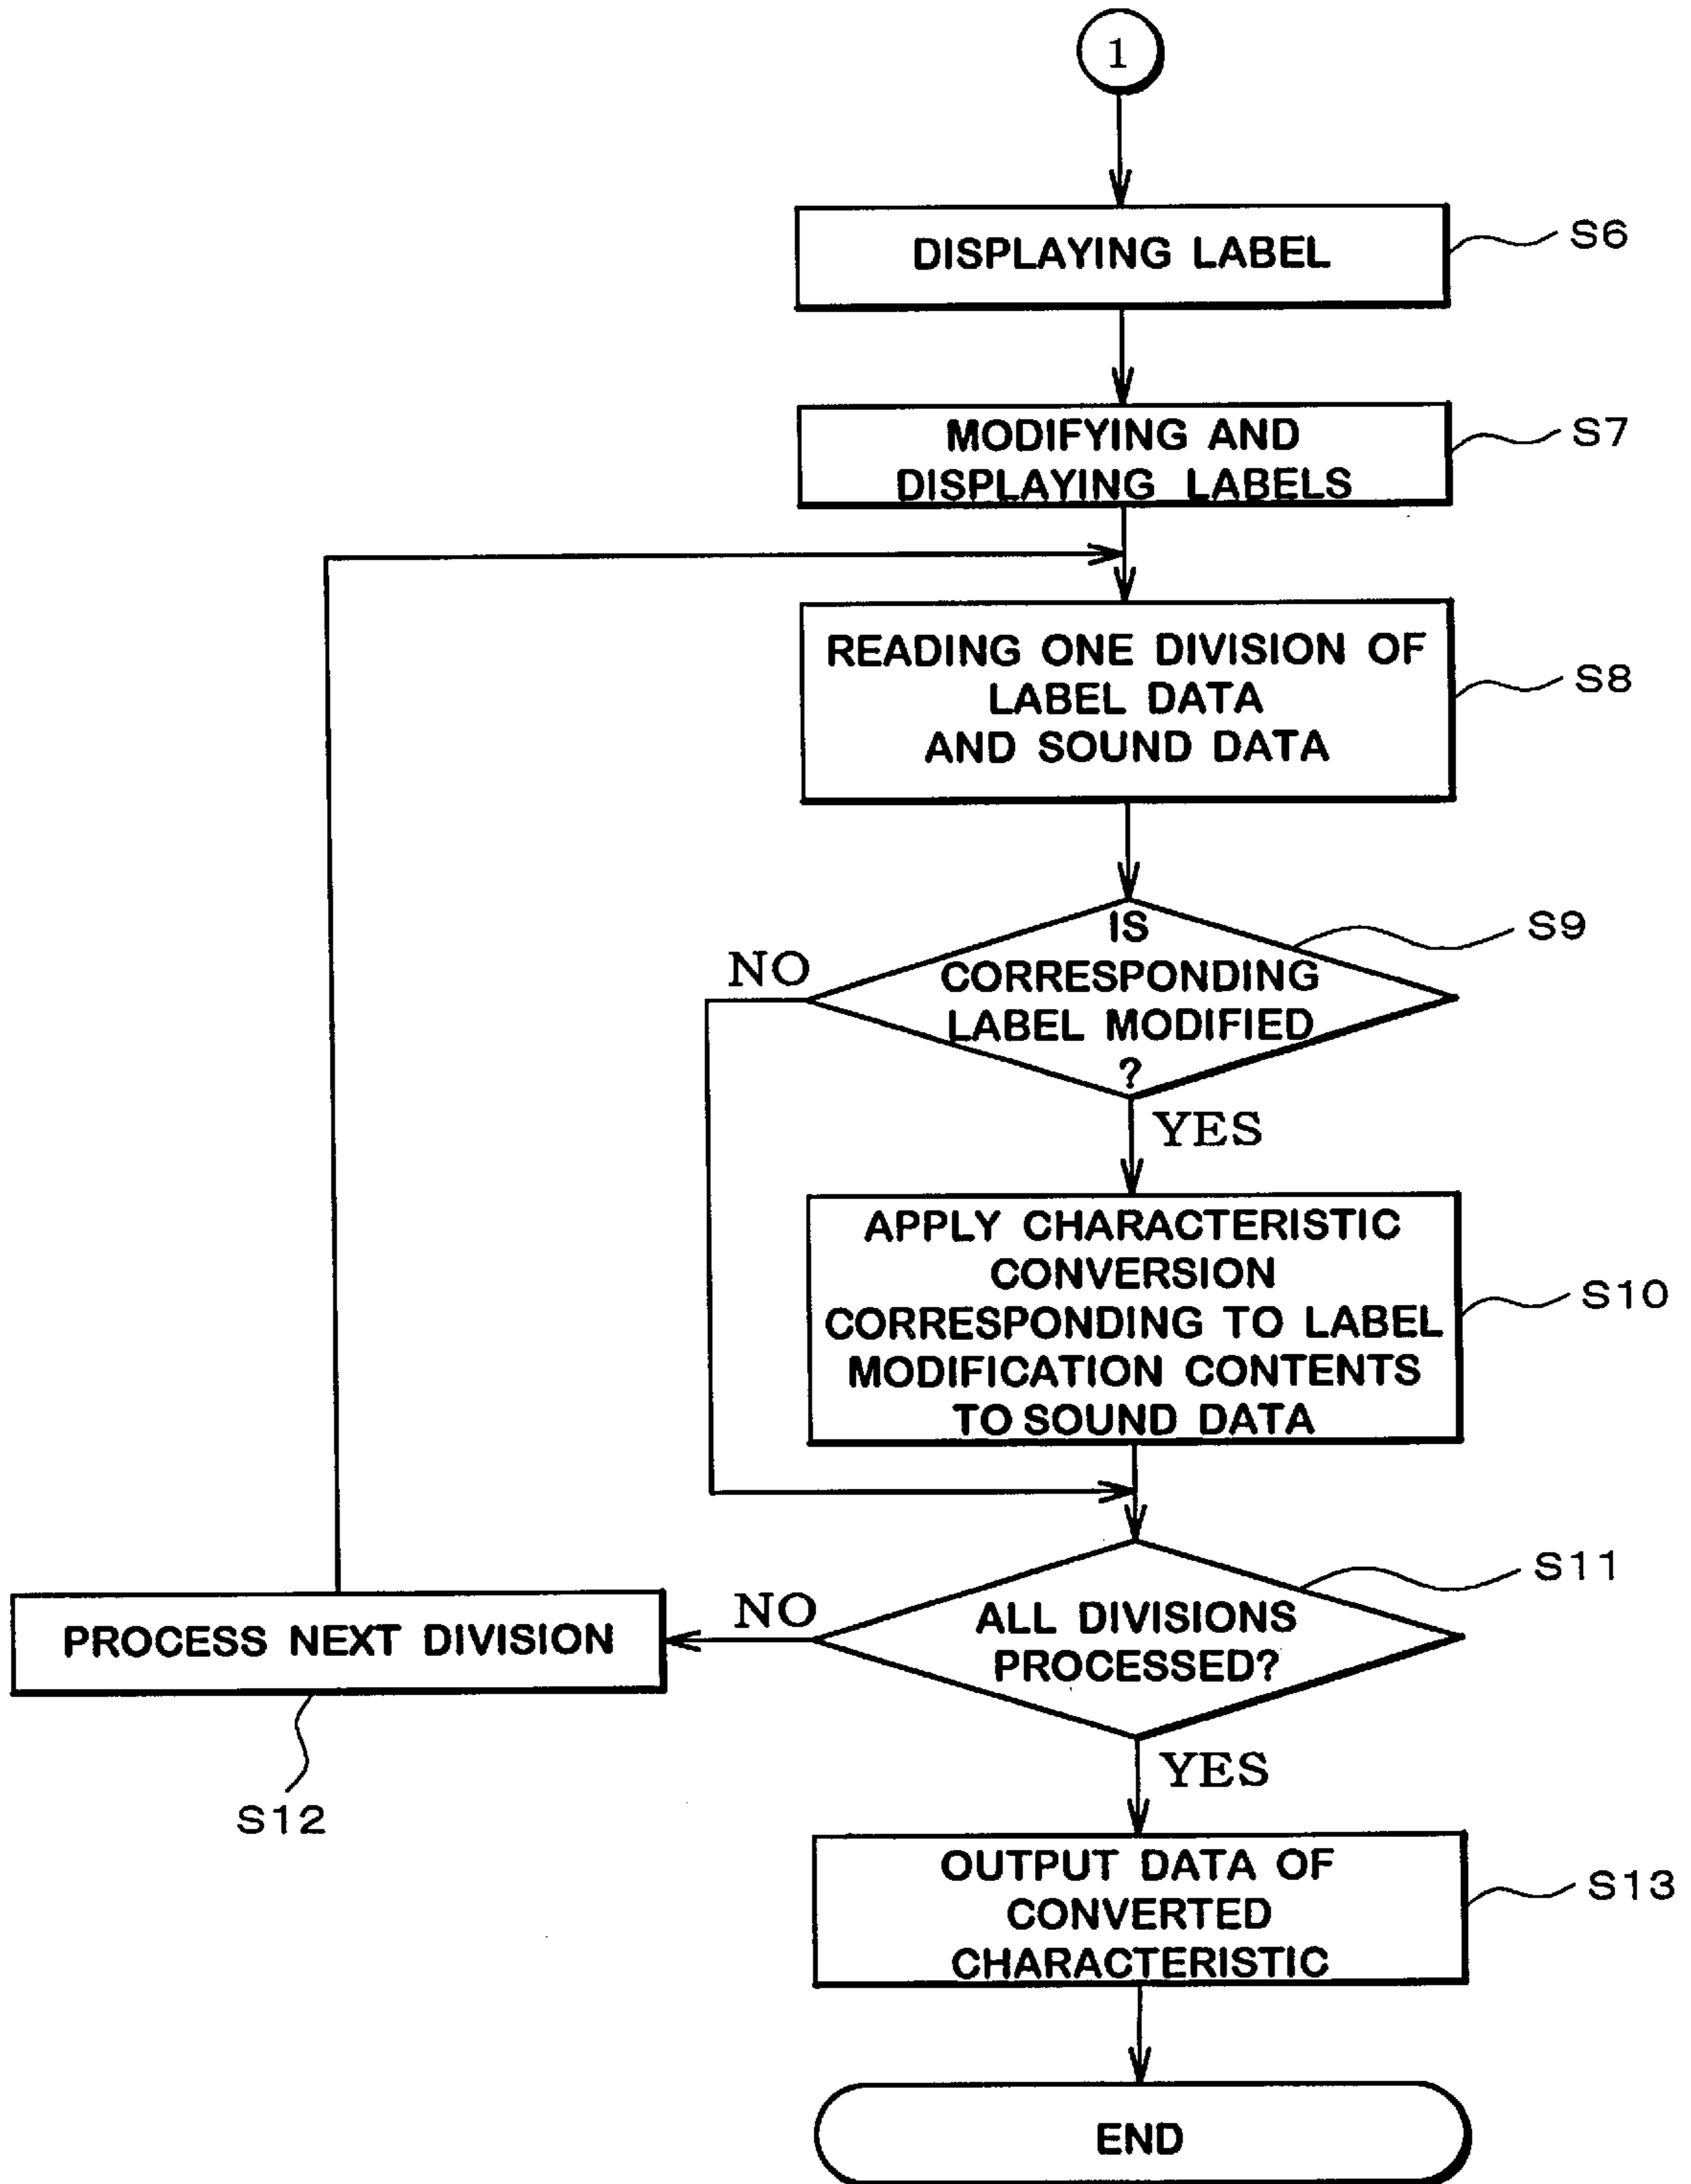 1
DISPLAYING LABEL
S6
MODIFYING AND
DISPLAYING LABELS
S7
READING ONE DIVISION OF
LABEL DATA
AND SOUND DATA
S8
IS
CORRESPONDING
LABEL MODIFIED
?
S9
NO
YES
APPLY CHARACTERISTIC
CONVERSION
CORRESPONDING TO LABEL
MODIFICATION CONTENTS
TO SOUND DATA
S10
ALL DIVISIONS
PROCESSED?
S11
NO
PROCESS NEXT DIVISION
S12
YES
OUTPUT DATA OF
CONVERTED
CHARACTERISTIC
S13
END